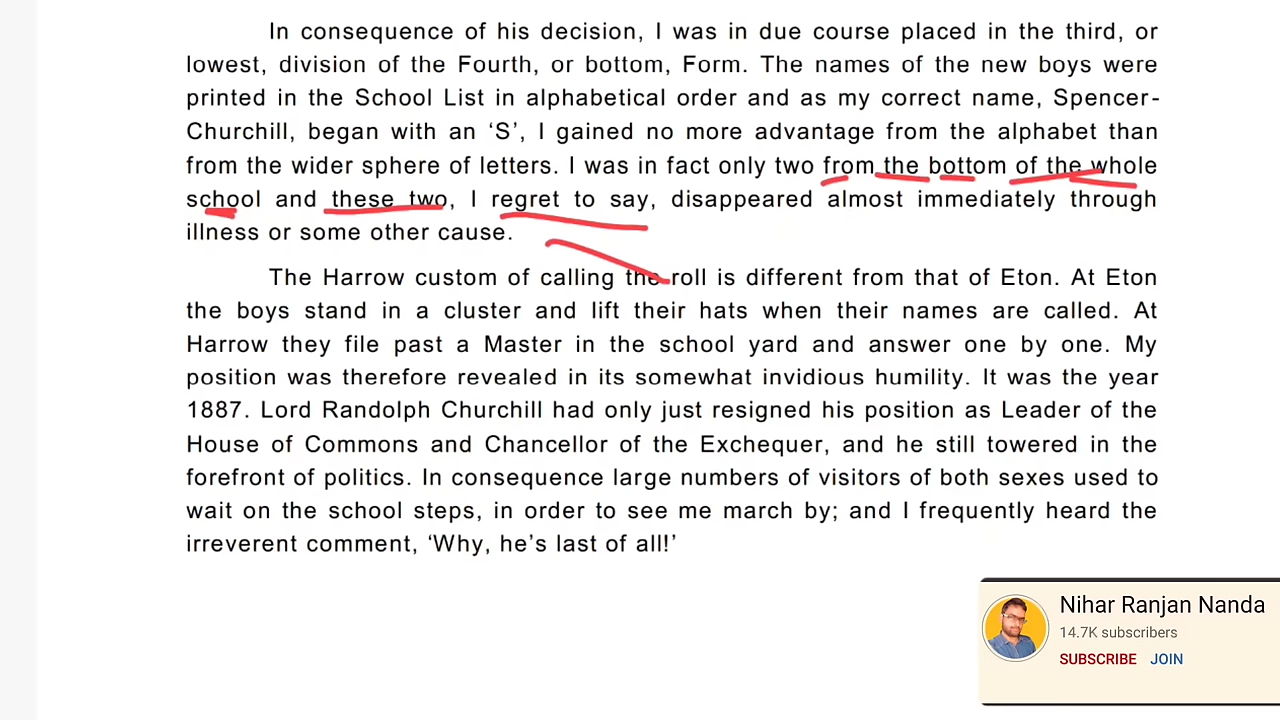 In consequence of his decision, I was in due course placed in the third, or
lowest, division of the Fourth, or bottom, Form. The names of the new boys were
printed in the School List in alphabetical order and as my correct name, Spencer-
Churchill, began with an ‘S’, I gained no more advantage from the alphabet than
from the wider sphere of letters. I was in fact only two from the bottom of the whole
school and these two, I regret to say, disappeared almost immediately through
illness or some other cause.
The Harrow custom of calling the roll is different from that of Eton. At Eton
the boys stand in a cluster and lift their hats when their names are called. At
Harrow they file past a Master in the school yard and answer one by one. My
position was therefore revealed in its somewhat invidious humility. It was the year
1887. Lord Randolph Churchill had only just resigned his position as Leader of the
House of Commons and Chancellor of the Exchequer, and he still towered in the
forefront of politics. In consequence large numbers of visitors of both sexes used to
wait on the school steps, in order to see me march by; and I frequently heard the
irreverent comment, ‘Why, he’s last of all!’
Nihar Ranjan Nanda
14.7K subscribers
SUBSCRIBE JOIN